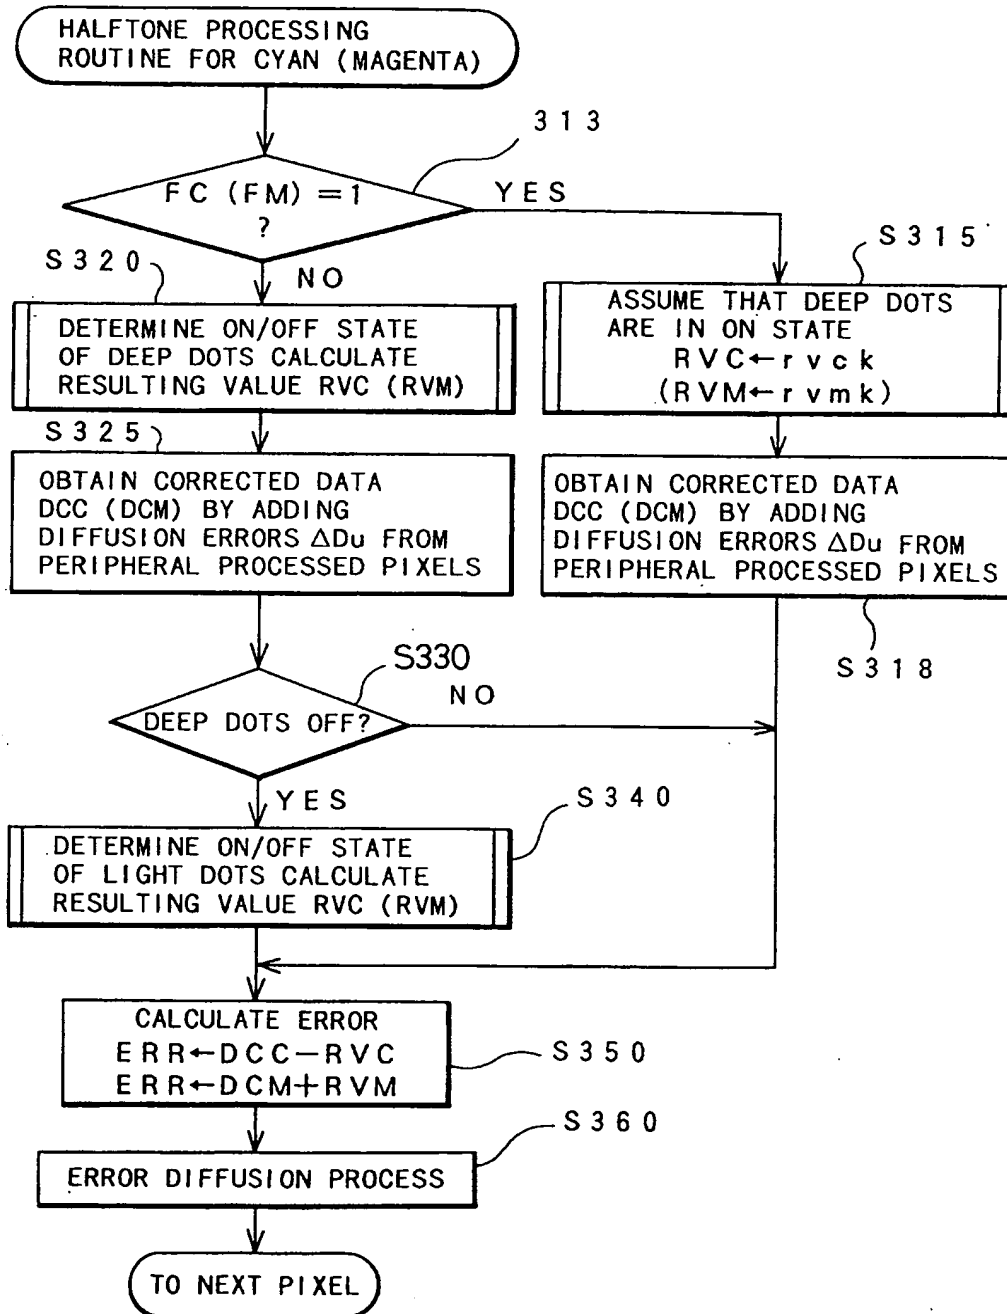 HALFTONE PROCESSING
ROUTINE FOR CYAN (MAGENTA)
313
FC (FM) = 1
?
YES
NO
S320
DETERMINE ON/OFF STATE
OF DEEP DOTS CALCULATE
RESULTING VALUE RVC (RVM)
S315
ASSUME THAT DEEP DOTS
ARE IN ON STATE
RVC←rvck
(RVM←rvmk)
S325
OBTAIN CORRECTED DATA
DCC (DCM) BY ADDING
DIFFUSION ERRORS ΔDu FROM
PERIPHERAL PROCESSED PIXELS
OBTAIN CORRECTED DATA
DCC (DCM) BY ADDING
DIFFUSION ERRORS ΔDu FROM
PERIPHERAL PROCESSED PIXELS
S318
S330
NO
DEEP DOTS OFF?
YES
S340
DETERMINE ON/OFF STATE
OF LIGHT DOTS CALCULATE
RESULTING VALUE RVC (RVM)
CALCULATE ERROR
ERR←DCC−RVC
ERR←DCM+RVM
S350
S360
ERROR DIFFUSION PROCESS
TO NEXT PIXEL